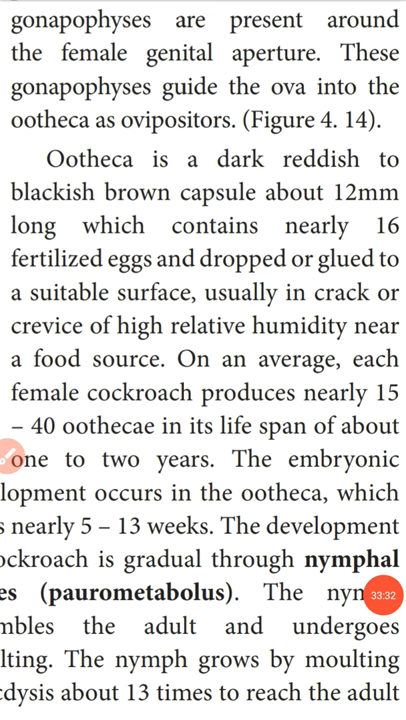 gonapophyses are present around
the female genital aperture. These
gonapophyses guide the ova into the
ootheca as ovipositors. (Figure 4. 14).
Ootheca is a dark reddish to
blackish brown capsule about 12mm
long which contains nearly 16
fertilized eggs and dropped or glued to
a suitable surface, usually in crack or
crevice of high relative humidity near
a food source. On an average, each
female cockroach produces nearly 15
– 40 oothecae in its life span of about
one to two years. The embryonic
lopment occurs in the ootheca, which
s nearly 5 – 13 weeks. The development
ockroach is gradual through nymphal
es (paurometabolus). The nym 33:32
mbles the adult and undergoes
lting. The nymph grows by moulting
cdysis about 13 times to reach the adult